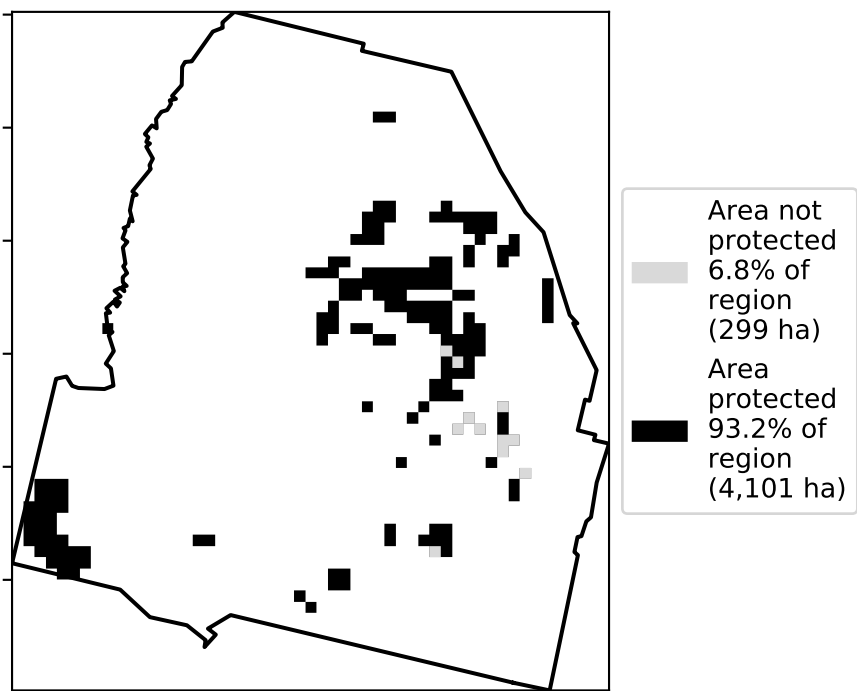 Area not
protected
6.8% of
region
(299 ha)
Area
protected
93.2% of
region
(4,101 ha)